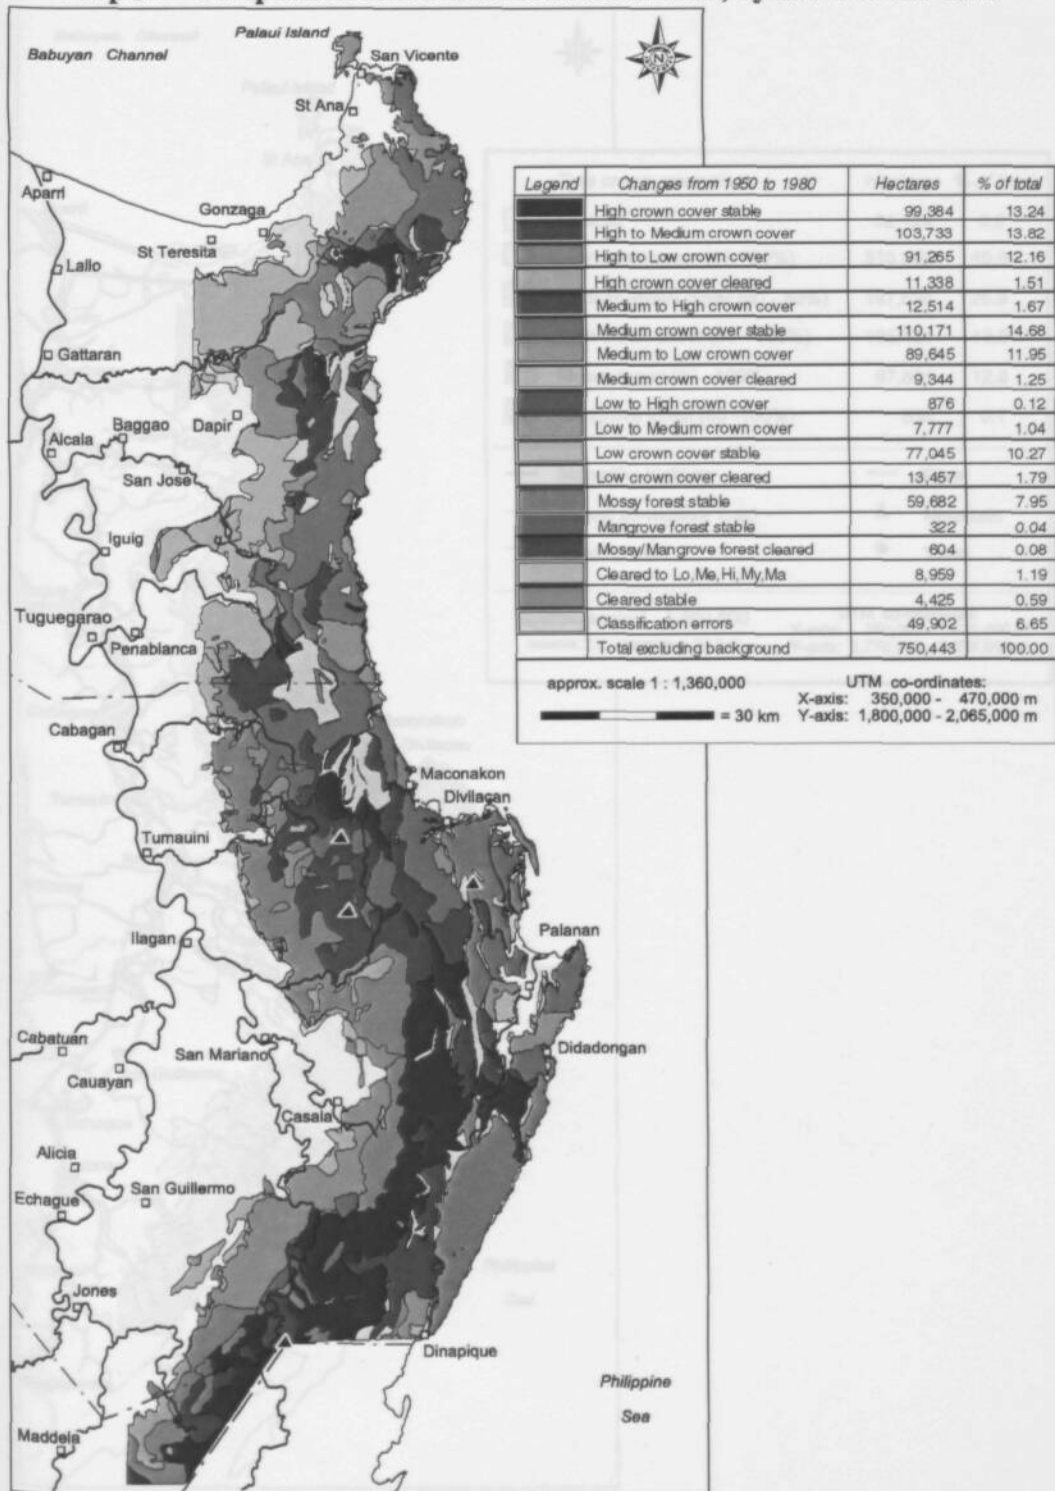 Palaui Island
Babuyan Channel
San Vicente
St Ana
N
Aparri
Gonzaga
St Teresita
Lallo
Gattaran
Dapir
Baggao
Alcala
San Jose
Iguig
Tuguegarao
Penablanca
Cabagan
Maconakon
Divilacan
Tumauini
Ilagan
Palanan
Cabatuan
San Mariano
Didadongan
Cauayan
Casala
Alicia
San Guillermo
Echague
Jones
Dinapique
Philippine
Sea
Maddela
Legend Changes from 1950 to 1980 Hectares % of total
High crown cover stable 99,384 13.24
High to Medium crown cover 103,733 13.82
High to Low crown cover 91,265 12.16
High crown cover cleared 11,338 1.51
Medium to High crown cover 12,514 1.67
Medium crown cover stable 110,171 14.68
Medium to Low crown cover 89,645 11.95
Medium crown cover cleared 9,344 1.25
Low to High crown cover 876 0.12
Low to Medium crown cover 7,777 1.04
Low crown cover stable 77,045 10.27
Low crown cover cleared 13,457 1.79
Mossy forest stable 59,682 7.95
Mangrove forest stable 322 0.04
Mossy/Mangrove forest cleared 604 0.08
Cleared to Lo,Me,Hi,My,Ma 8,959 1.19
Cleared stable 4,425 0.59
Classification errors 49,902 6.65
Total excluding background 750,443 100.00
approx. scale 1 : 1,360,000
= 30 km
UTM co-ordinates:
X-axis: 350,000 - 470,000 m
Y-axis: 1,800,000 - 2,065,000 m